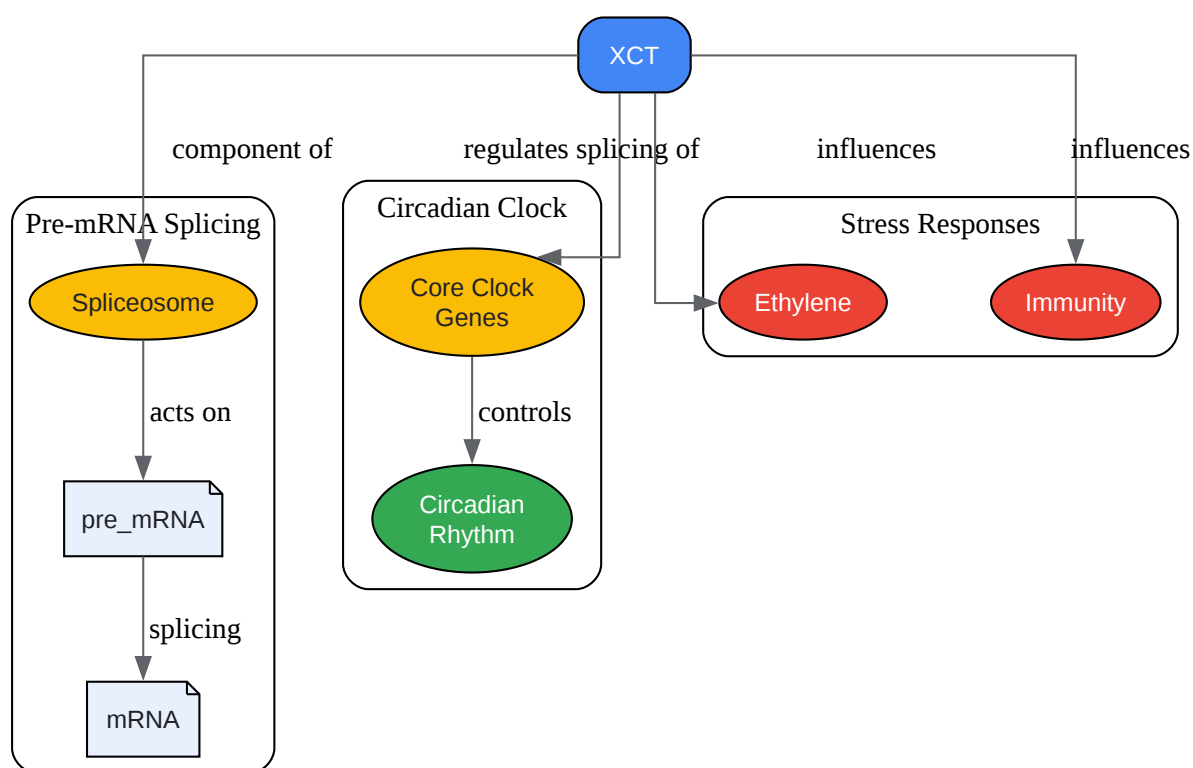 XCT
component of
regulates splicing of
influences
influences
Pre-mRNA Splicing
Circadian Clock
Stress Responses
Spliceosome
Core Clock
Genes
Ethylene
Immunity
acts on
controls
pre_mRNA
Circadian
Rhythm
splicing
mRNA